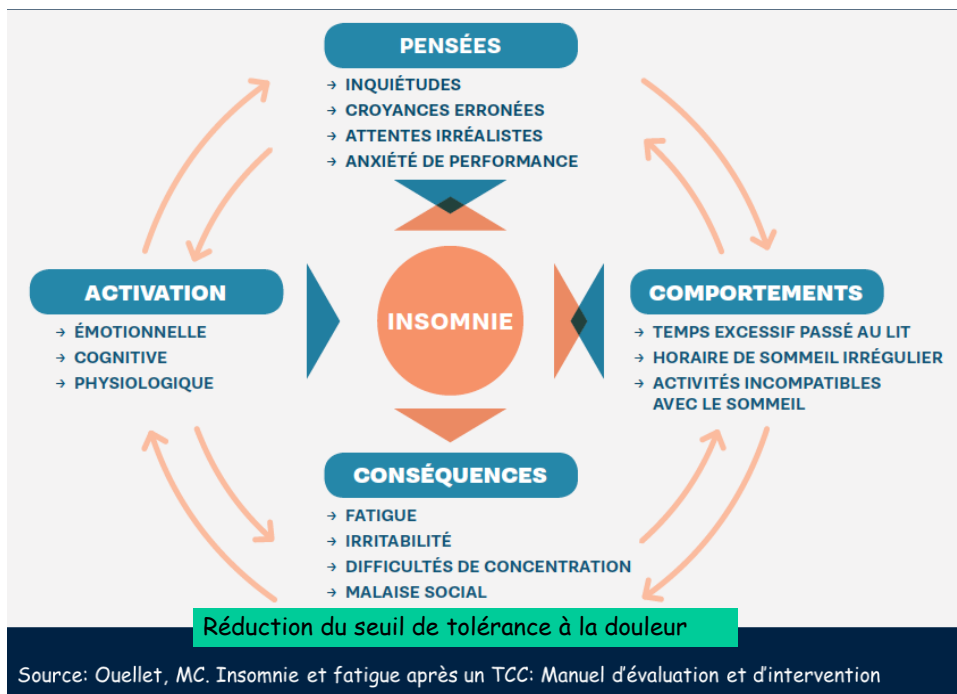 PENSÉES
→ INQUIÉTUDES
→ CROYANCES ERRONÉES
→ ATTENTES IRRÉALISTES
→ ANXIÉTÉ DE PERFORMANCE
ACTIVATION
→ ÉMOTIONNELLE
→ COGNITIVE
→ PHYSIOLOGIQUE
INSOMNIE
COMPORTEMENTS
→ TEMPS EXCESSIF PASSÉ AU LIT
→ HORAIRE DE SOMMEIL IRRÉGULIER
→ ACTIVITÉS INCOMPATIBLES
AVEC LE SOMMEIL
CONSÉQUENCES
→ FATIGUE
→ IRRITABILITÉ
→ DIFFICULTÉS DE CONCENTRATION
→ MALAISE SOCIAL
Réduction du seuil de tolérance à la douleur
Source: Ouellet, MC. Insomnie et fatigue après un TCC: Manuel d'évaluation et d'intervention